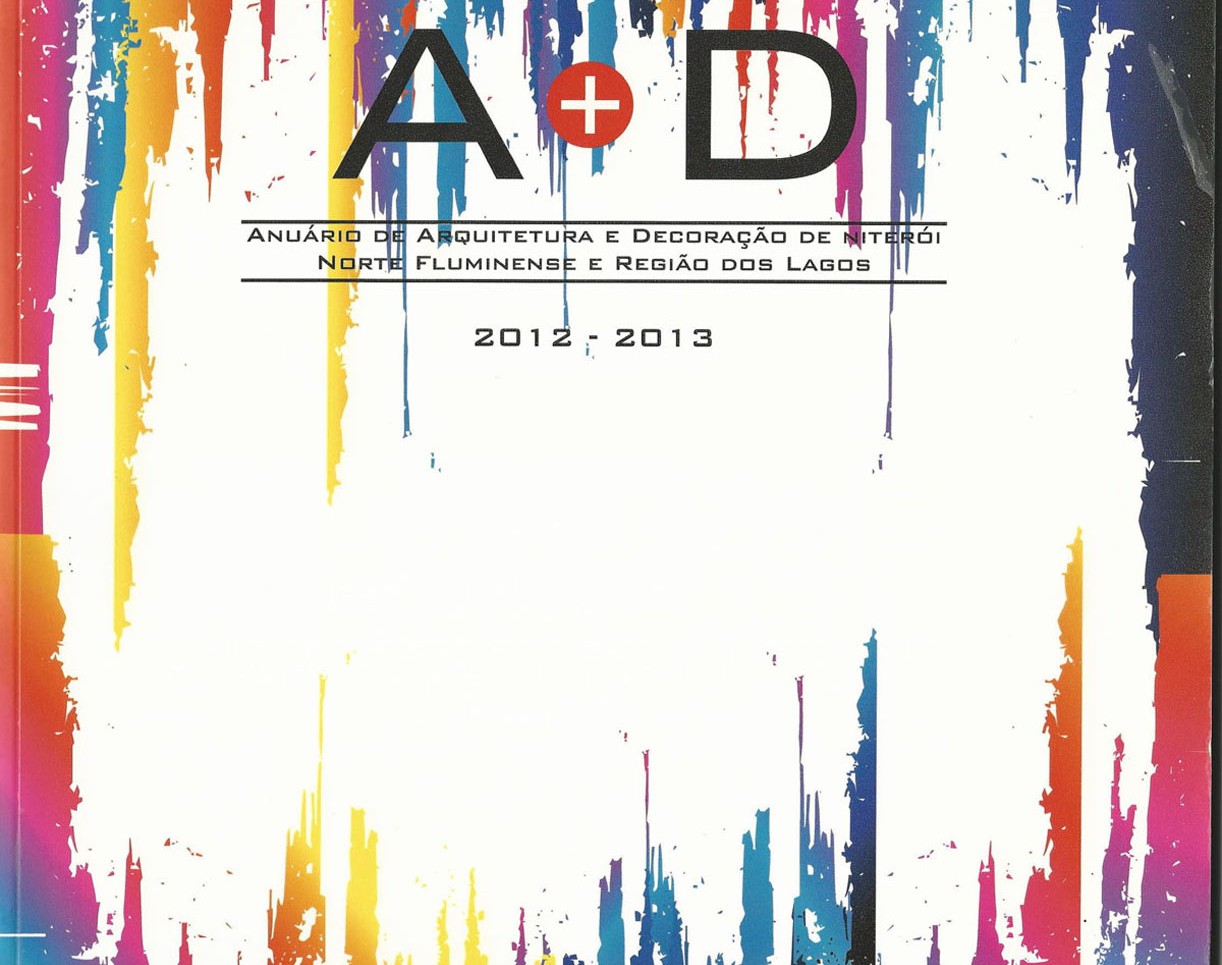 A+D
Anuário de Arquitetura e Decoração de niterói
Norte Fluminense e Região dos Lagos
2012 - 2013